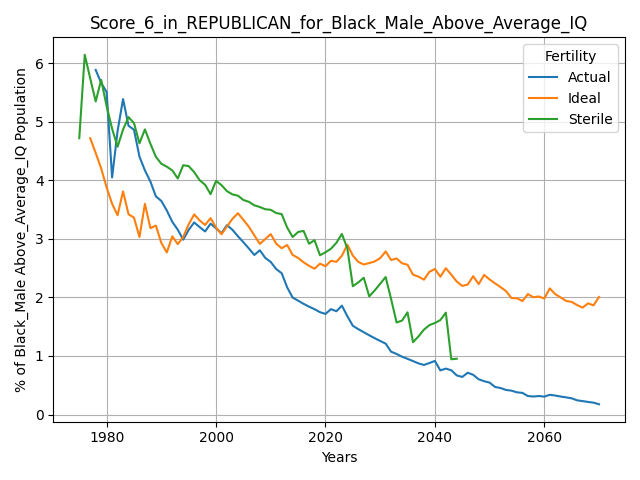 Score_6_in_REPUBLICAN_for_Black_Male_Above_Average_IQ
% of Black_Male Above_Average_IQ Population
6
5
4
3
2
1
0
Fertility
Actual
Ideal
Sterile
1980
2000
2020
2040
2060
Years